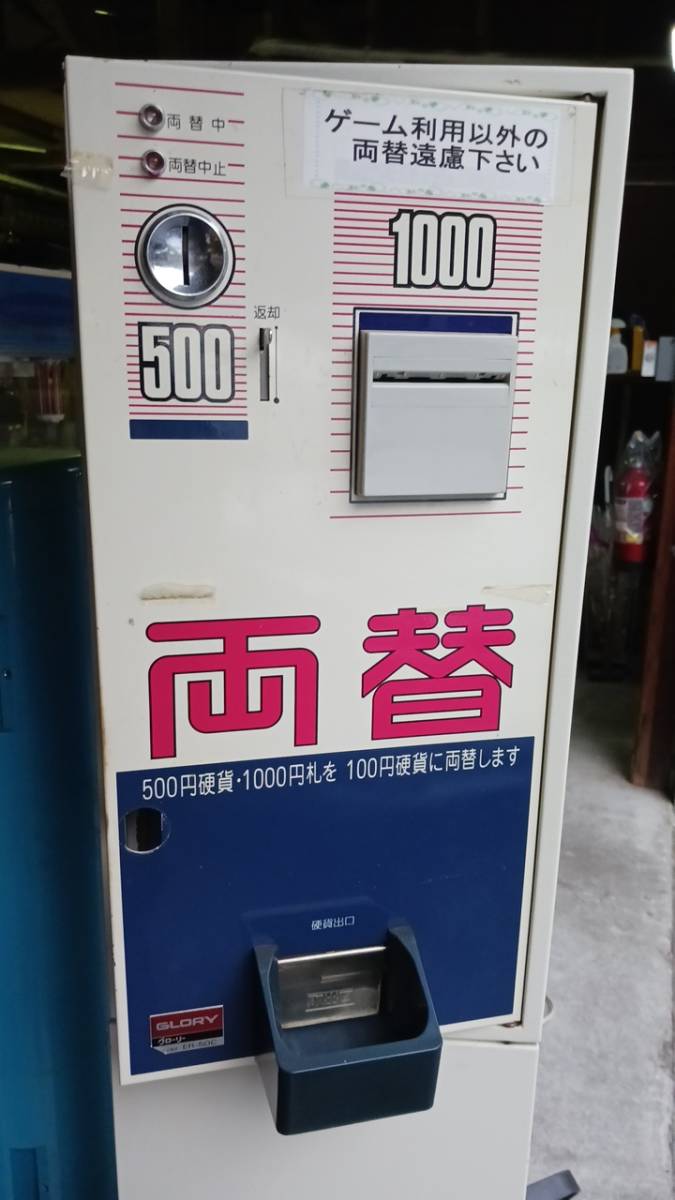 両替中
両替中止
ゲーム利用以外の
両替遠慮下さい
1000
返却
500
両替
500円硬貨・1000円札を 100円硬貨に両替します
硬貨出口
GLORY
グローリー